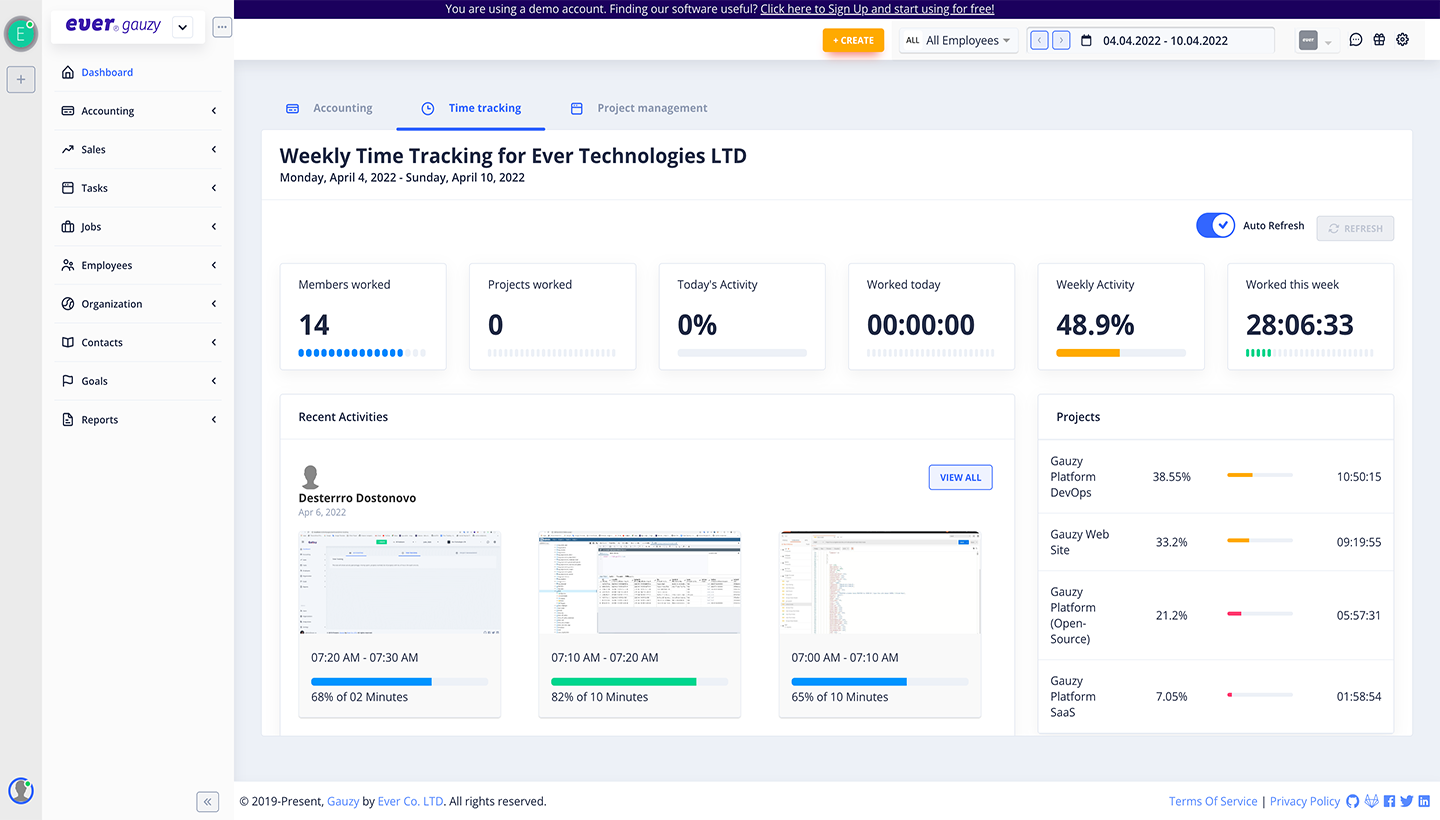 You are using a demo account. Finding our software useful? Click here to Sign Up and start using for free!
E
ever® gauzy
+ CREATE
ALL All Employees
04.04.2022 - 10.04.2022
ever
Dashboard
Accounting
Sales
Tasks
Jobs
Employees
Organization
Contacts
Goals
Reports
Accounting
Time tracking
Project management
Weekly Time Tracking for Ever Technologies LTD
Monday, April 4, 2022 - Sunday, April 10, 2022
Auto Refresh
REFRESH
Members worked
14
Projects worked
0
Today's Activity
0%
Worked today
00:00:00
Weekly Activity
48.9%
Worked this week
28:06:33
Recent Activities
Desterrro Dostonovo
Apr 6, 2022
VIEW ALL
07:20 AM - 07:30 AM
68% of 02 Minutes
07:10 AM - 07:20 AM
82% of 10 Minutes
07:00 AM - 07:10 AM
65% of 10 Minutes
Projects
Gauzy
Platform
DevOps
38.55%
10:50:15
Gauzy Web
Site
33.2%
09:19:55
Gauzy
Platform
(Open-
Source)
21.2%
05:57:31
Gauzy
Platform
SaaS
7.05%
01:58:54
© 2019-Present, Gauzy by Ever Co. LTD. All rights reserved.
Terms Of Service | Privacy Policy